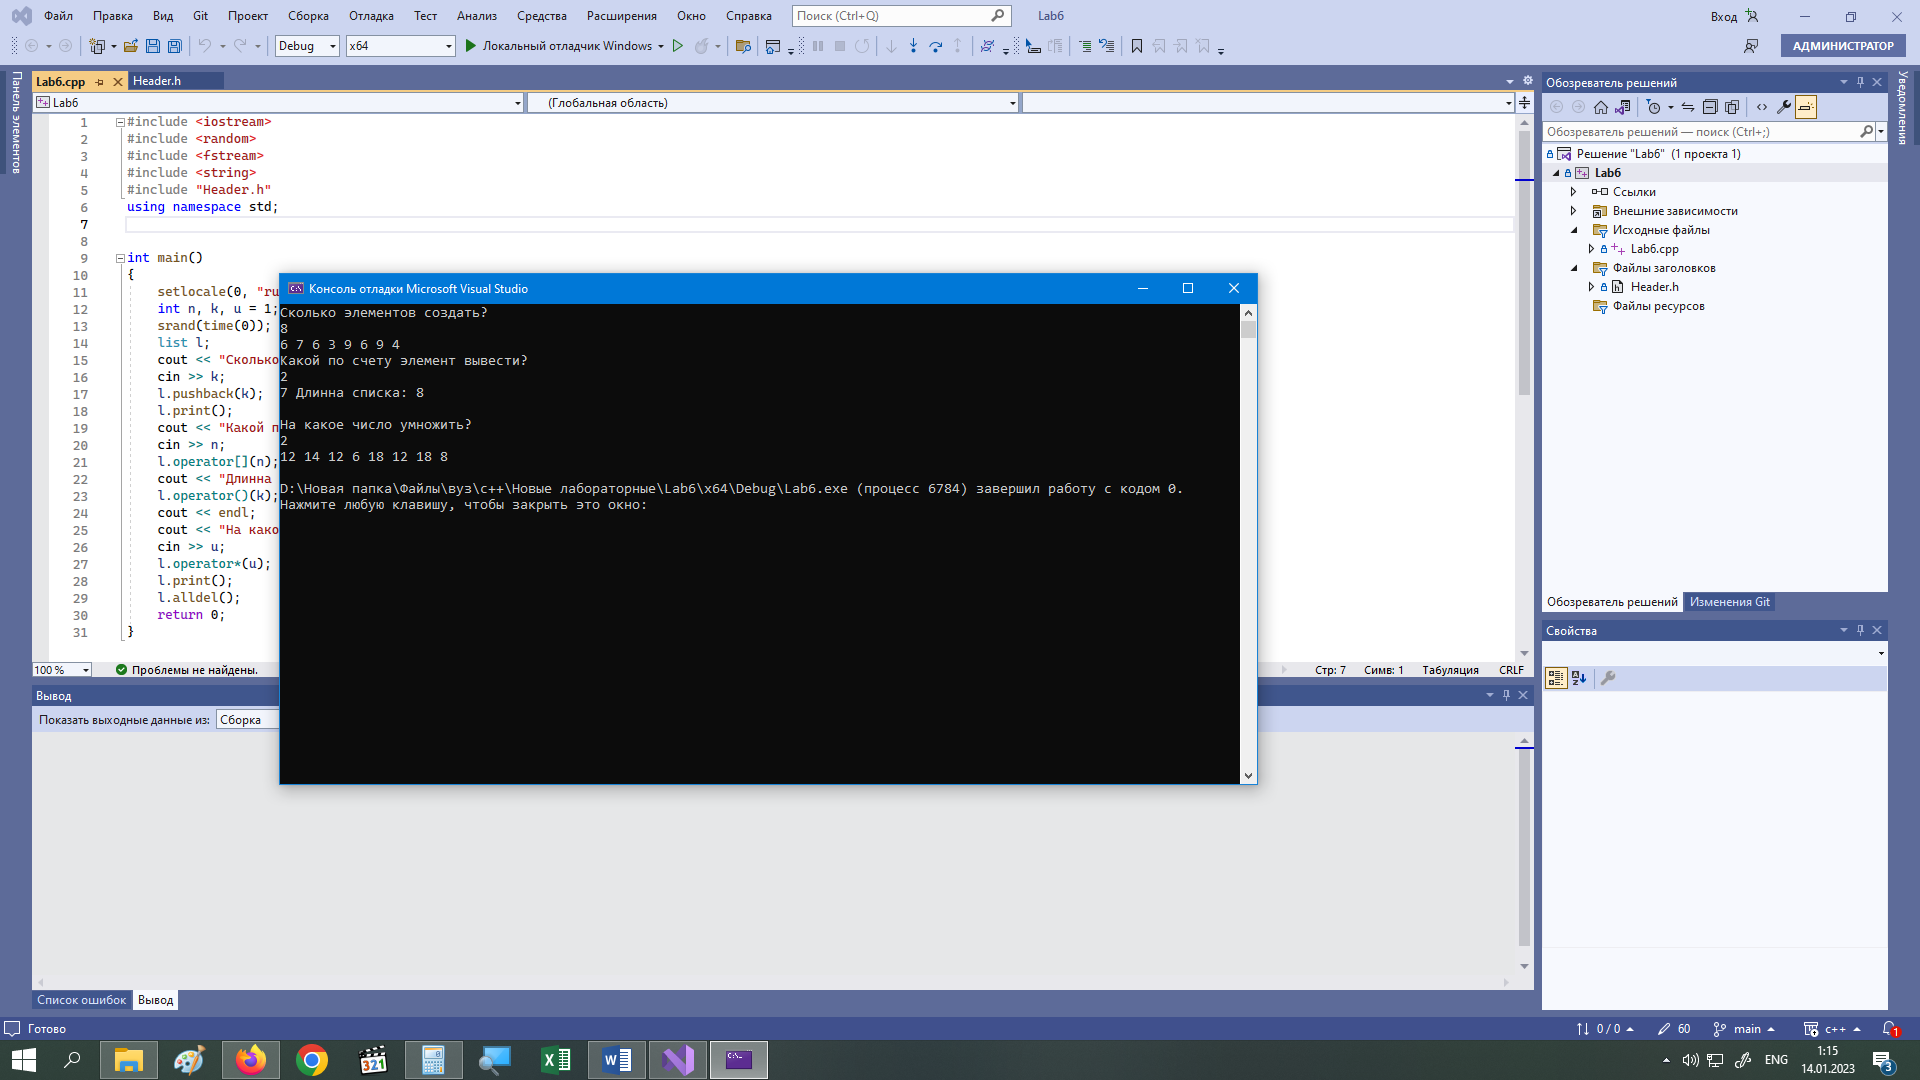 Файл Правка Вид Git Проект Сборка Отладка Тест Анализ Средства Расширения Окно Справка Поиск (Ctrl+Q) Lab6 Вход
Debug x64 Локальный отладчик Windows АДМИНИСТРАТОР
Панель элементов
Lab6.cpp Header.h
Lab6 (Глобальная область)
1 #include <iostream>
2 #include <random>
3 #include <fstream>
4 #include <string>
5 #include "Header.h"
6 using namespace std;
7
8
9 int main()
10 {
11 setlocale(0, "ru
12 int n, k, u = 1;
13 srand(time(0));
14 list l;
15 cout << "Сколько
16 cin >> k;
17 l.pushback(k);
18 l.print();
19 cout << "Какой п
20 cin >> n;
21 l.operator[](n);
22 cout << "Длинна
23 l.operator()(k);
24 cout << endl;
25 cout << "На како
26 cin >> u;
27 l.operator*(u);
28 l.print();
29 l.alldel();
30 return 0;
31 }
Консоль отладки Microsoft Visual Studio
Сколько элементов создать?
8
6 7 6 3 9 6 9 4
Какой по счету элемент вывести?
2
7 Длинна списка: 8
На какое число умножить?
2
12 14 12 6 18 12 18 8
D:\Новая папка\Файлы\вуз\с++\Новые лабораторные\Lab6\x64\Debug\Lab6.exe (процесс 6784) завершил работу с кодом 0.
Нажмите любую клавишу, чтобы закрыть это окно:
100 % Проблемы не найдены. Стр: 7 Симв: 1 Табуляция CRLF
Вывод
Показать выходные данные из: Сборка
Список ошибок Вывод
Обозреватель решений
Обозреватель решений — поиск (Ctrl+;)
Решение "Lab6" (1 проекта 1)
Lab6
Ссылки
Внешние зависимости
Исходные файлы
Lab6.cpp
Файлы заголовков
Header.h
Файлы ресурсов
Обозреватель решений Изменения Git
Свойства
Уведомления
Готово 0 / 0 60 main c++ 1
321 ENG 1:15
14.01.2023 3